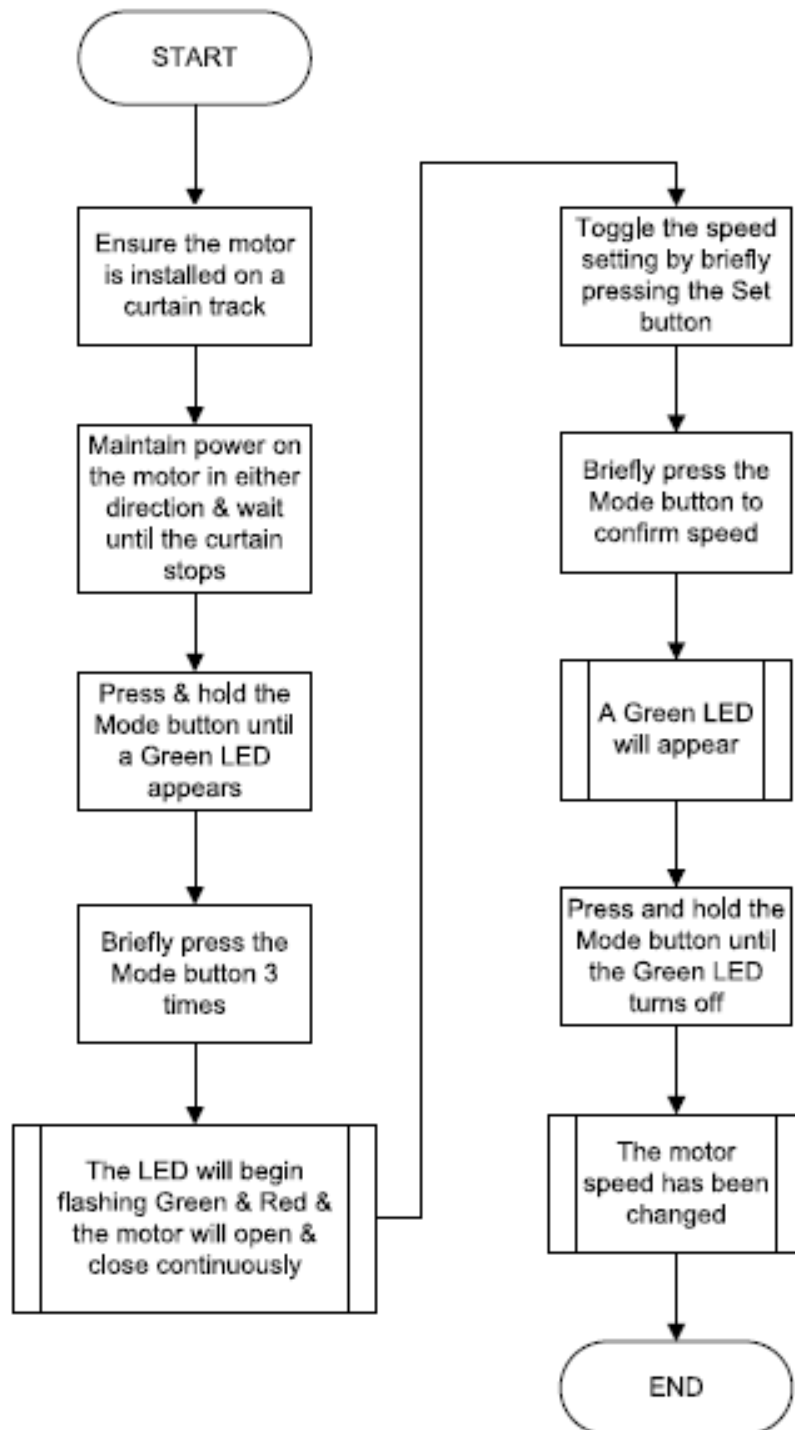 START
Ensure the motor
is installed on a
curtain track
Maintain power on
the motor in either
direction & wait
until the curtain
stops
Press & hold the
Mode button until
a Green LED
appears
Briefly press the
Mode button 3
times
The LED will begin
flashing Green & Red &
the motor will open &
close continuously
Toggle the speed
setting by briefly
pressing the Set
button
Briefly press the
Mode button to
confirm speed
A Green LED
will appear
Press and hold the
Mode button until
the Green LED
turns off
The motor
speed has been
changed
END